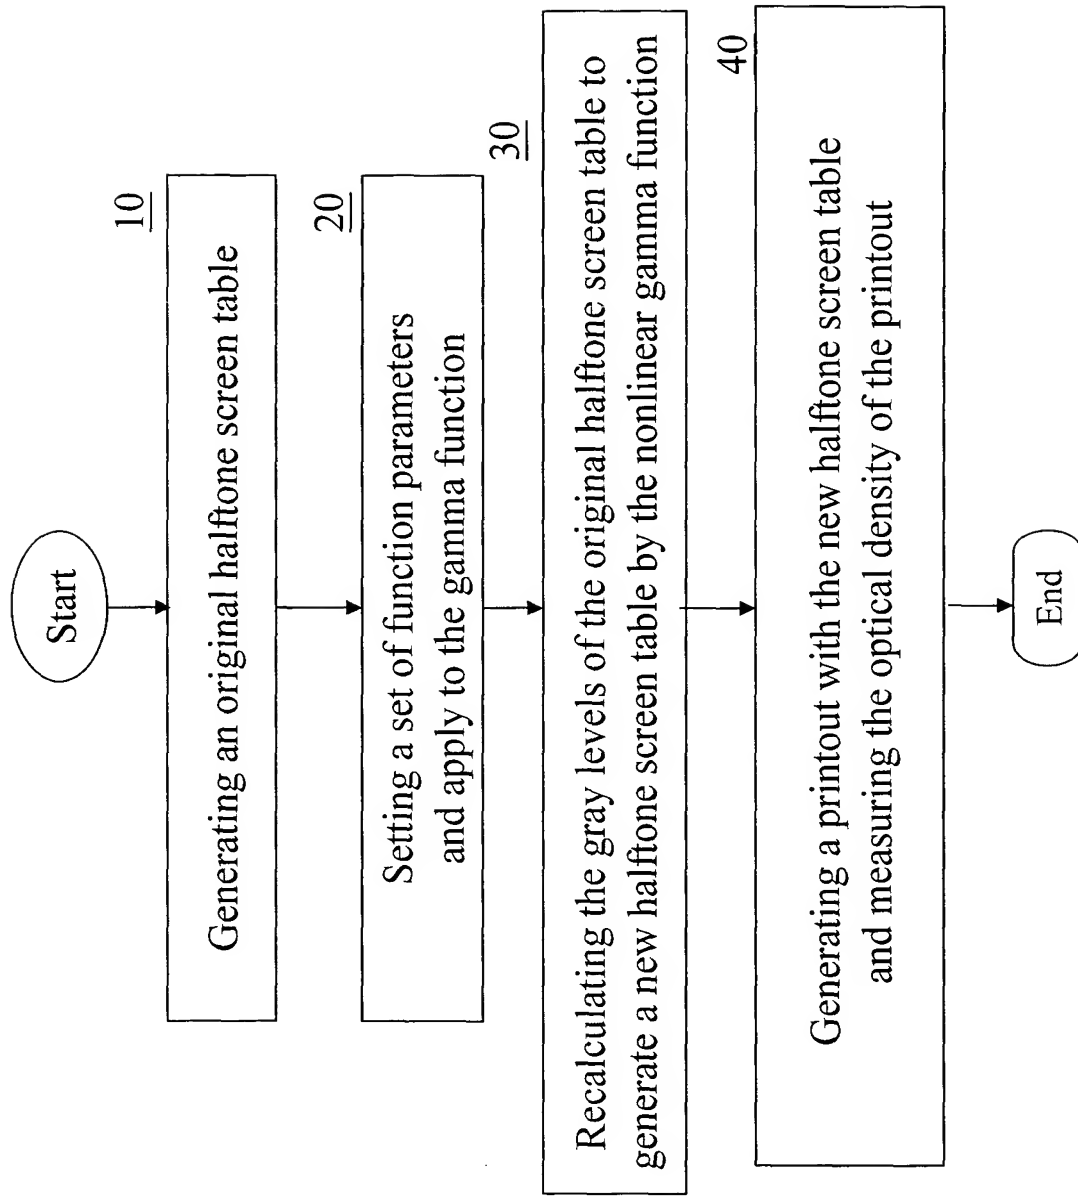 Start
10
Generating an original halftone screen table
20
Setting a set of function parameters
and apply to the gamma function
30
Recalculating the gray levels of the original halftone screen table to
generate a new halftone screen table by the nonlinear gamma function
40
Generating a printout with the new halftone screen table
and measuring the optical density of the printout
End